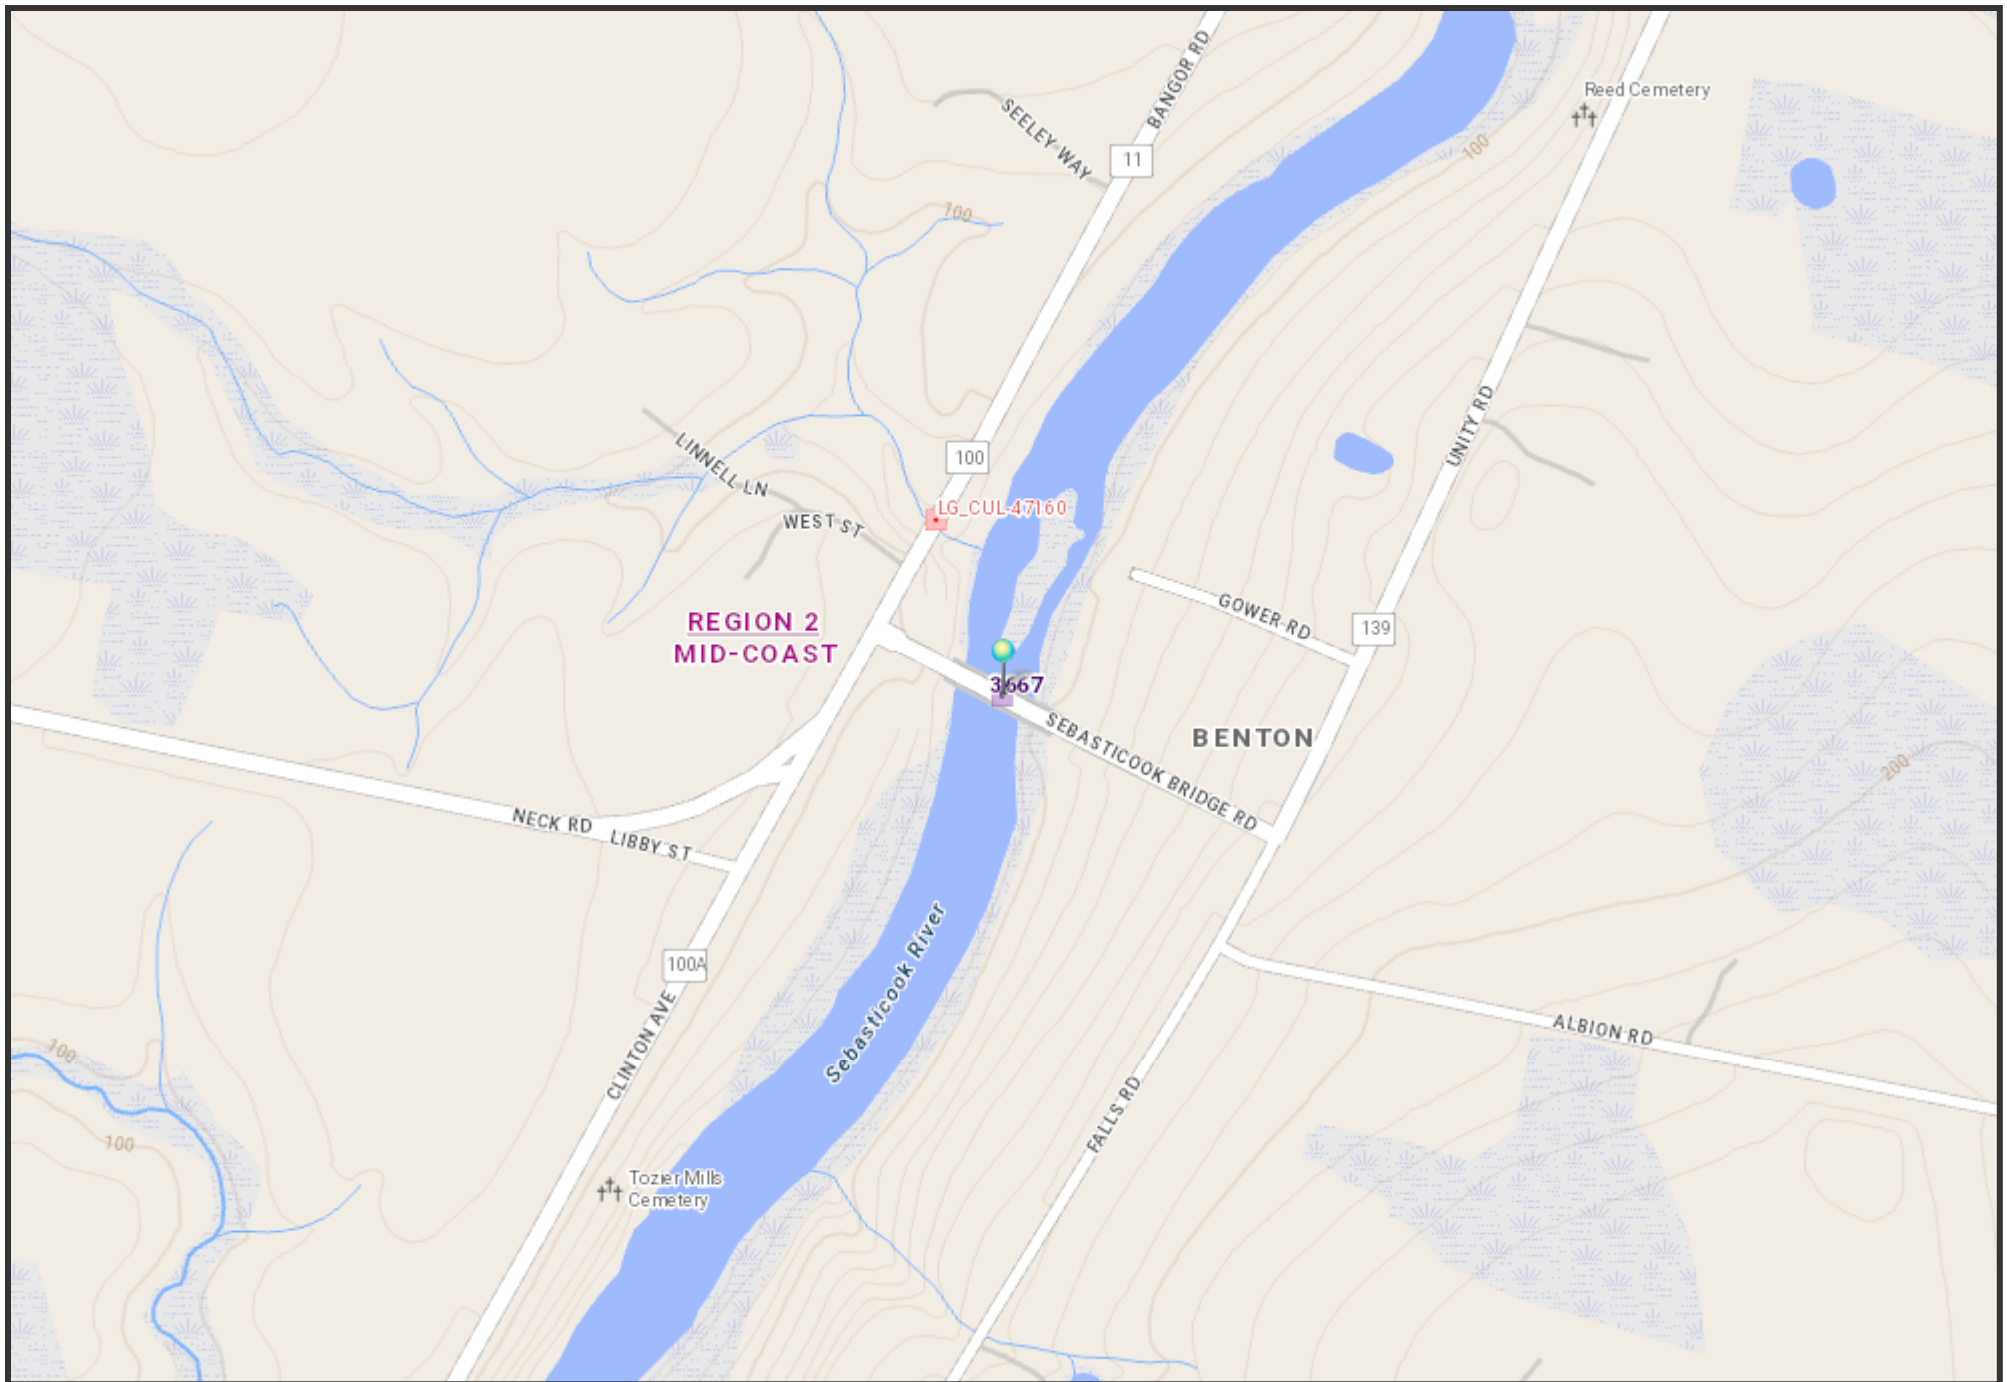 BANGOR RD
Reed Cemetery
SEELEY WAY
11
100
100
UNITY RD
LINNELL LN
100
LG_CUL-47160
WEST ST
GOWER RD
139
REGION 2
MID-COAST
3667
SEBASTICOOK BRIDGE RD
BENTON
200
NECK RD
LIBBY ST
Sebasticook River
100A
CLINTON AVE
ALBION RD
100
100
FALLS RD
Tozier Mills
Cemetery